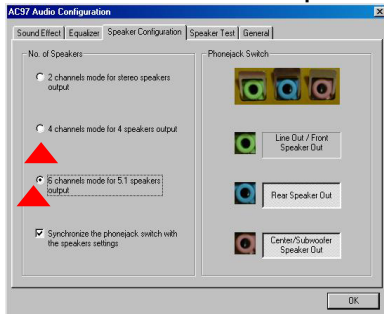 AC97 Audio Configuration
Sound Effect Equalizer Speaker Configuration Speaker Test General
No. of Speakers
2 channels mode for stereo speakers
output
4 channels mode for 4 speakers output
6 channels mode for 5.1 speakers
output
Synchronize the phonejack switch with
the speakers settings
Phonejack Switch
Line Out / Front
Speaker Out
Rear Speaker Out
Center/Subwoofer
Speaker Out
OK